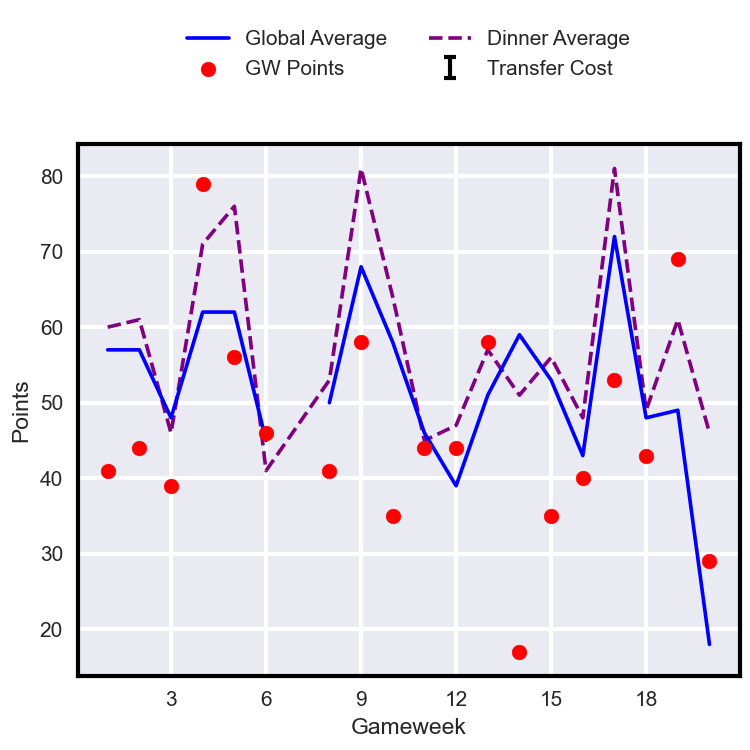 Global Average
Dinner Average
GW Points
Transfer Cost
80
70
60
50
40
30
20
Points
3
6
9
12
15
18
Gameweek